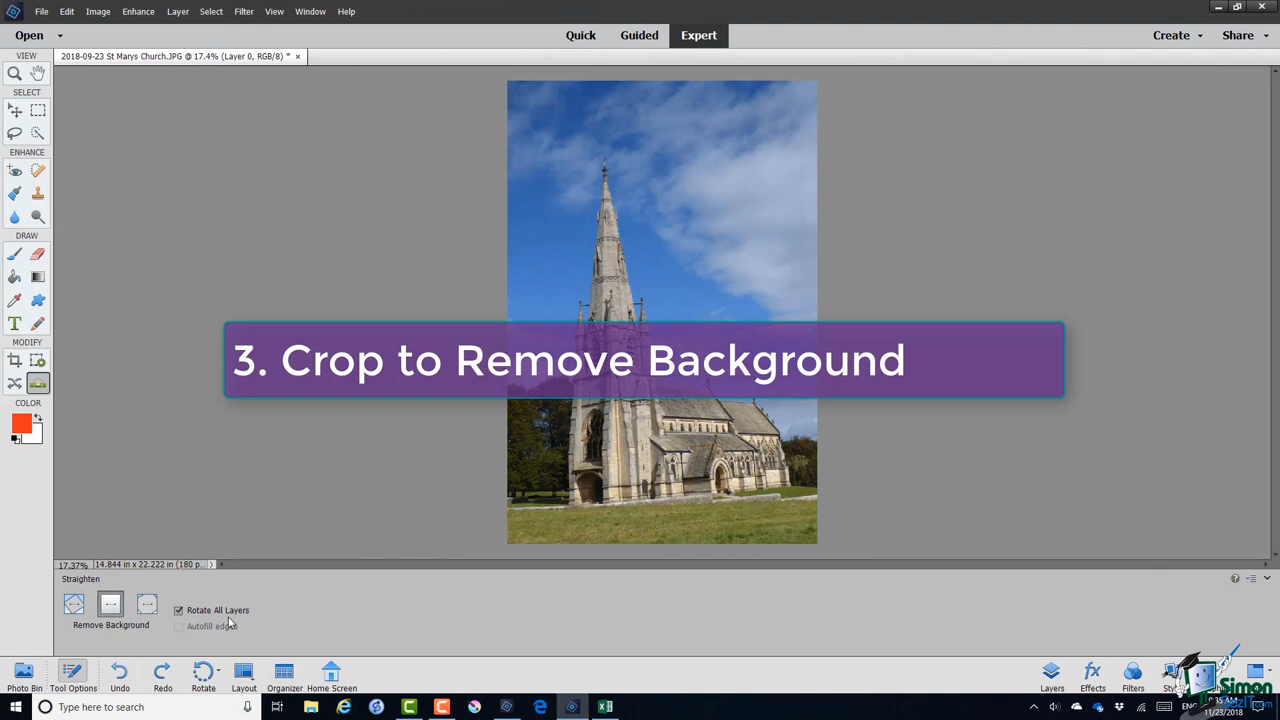 File Edit Image Enhance Layer Select Filter View Window Help
Open Quick Guided Expert Create Share
VIEW
2018-09-23 St Marys Church.JPG @ 17.4% (Layer 0, RGB/8) * ×
SELECT
ENHANCE
DRAW
3. Crop to Remove Background
MODIFY
COLOR
17.37% 14.844 in x 22.222 in (180 p...
Straighten
Rotate All Layers
Remove Background
Autofill edges
Photo Bin Tool Options Undo Redo Rotate Layout Organizer Home Screen Layers Effects Filters
Simon
Sez IT
Type here to search
ENG
11/23/2018